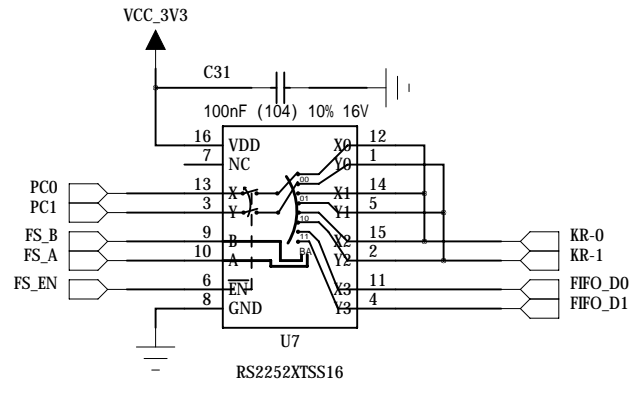 VCC_3V3
C31
100nF (104) 10% 16V
16 VDD X0 12
7 NC Y0 1
PC0 13 X 00 X1 14
PC1 3 Y 01 Y1 5
FS_B 9 B 10 X2 15 KR-0
FS_A 10 A 11 BA Y2 2 KR-1
FS_EN 6 EN X3 11 FIFO_D0
8 GND Y3 4 FIFO_D1
U7
RS2252XTSS16